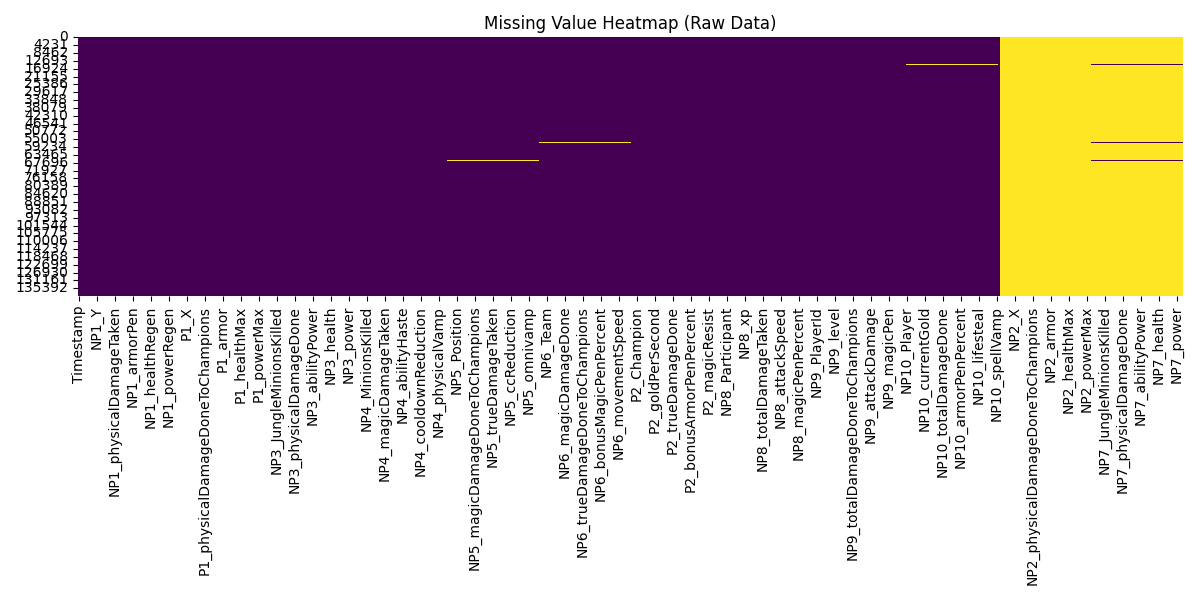 Missing Value Heatmap (Raw Data)
0
4231
8462
12693
16924
21155
25386
29617
33848
38079
42310
46541
50772
55003
59234
63465
67696
71927
76158
80389
84620
88851
93082
97313
101544
105775
110006
114237
118468
122699
126930
131161
135392
Timestamp
NP1_Y
NP1_physicalDamageTaken
NP1_armorPen
NP1_healthRegen
NP1_powerRegen
P1_X
P1_physicalDamageDoneToChampions
P1_armor
P1_healthMax
P1_powerMax
NP3_JungleMinionsKilled
NP3_physicalDamageDone
NP3_abilityPower
NP3_health
NP3_power
NP4_MinionsKilled
NP4_magicDamageTaken
NP4_abilityHaste
NP4_cooldownReduction
NP4_physicalVamp
NP5_Position
NP5_magicDamageDoneToChampions
NP5_trueDamageTaken
NP5_ccReduction
NP5_omnivamp
NP6_Team
NP6_magicDamageDone
NP6_trueDamageDoneToChampions
NP6_bonusMagicPenPercent
NP6_movementSpeed
P2_Champion
P2_goldPerSecond
P2_trueDamageDone
P2_bonusArmorPenPercent
P2_magicResist
NP8_Participant
NP8_xp
NP8_totalDamageTaken
NP8_attackSpeed
NP8_magicPenPercent
NP9_PlayerId
NP9_level
NP9_totalDamageDoneToChampions
NP9_attackDamage
NP9_magicPen
NP10_Player
NP10_currentGold
NP10_totalDamageDone
NP10_armorPenPercent
NP10_lifesteal
NP10_spellVamp
NP2_X
NP2_physicalDamageDoneToChampions
NP2_armor
NP2_healthMax
NP2_powerMax
NP7_JungleMinionsKilled
NP7_physicalDamageDone
NP7_abilityPower
NP7_health
NP7_power